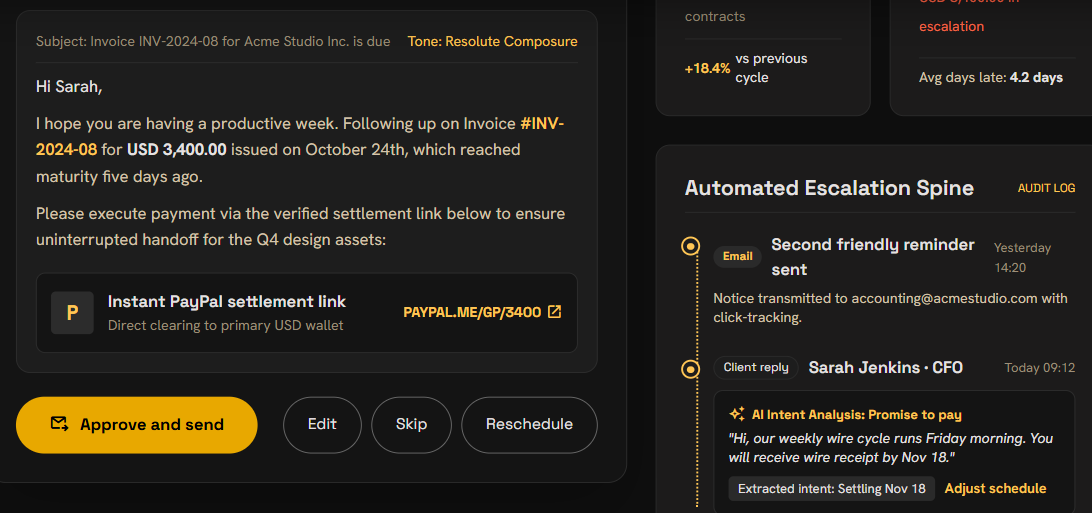 Subject: Invoice INV-2024-08 for Acme Studio Inc. is due
Tone: Resolute Composure
Hi Sarah,
I hope you are having a productive week. Following up on Invoice #INV-
2024-08 for USD 3,400.00 issued on October 24th, which reached
maturity five days ago.
Please execute payment via the verified settlement link below to ensure
uninterrupted handoff for the Q4 design assets:
P
Instant PayPal settlement link
Direct clearing to primary USD wallet
PAYPAL.ME/GP/3400
Approve and send
Edit
Skip
Reschedule
contracts
+18.4% vs previous
cycle
escalation
Avg days late: 4.2 days
Automated Escalation Spine
AUDIT LOG
Email
Second friendly reminder
sent
Yesterday
14:20
Notice transmitted to accounting@acmestudio.com with
click-tracking.
Client reply
Sarah Jenkins · CFO
Today 09:12
AI Intent Analysis: Promise to pay
"Hi, our weekly wire cycle runs Friday morning. You
will receive wire receipt by Nov 18."
Extracted intent: Settling Nov 18
Adjust schedule